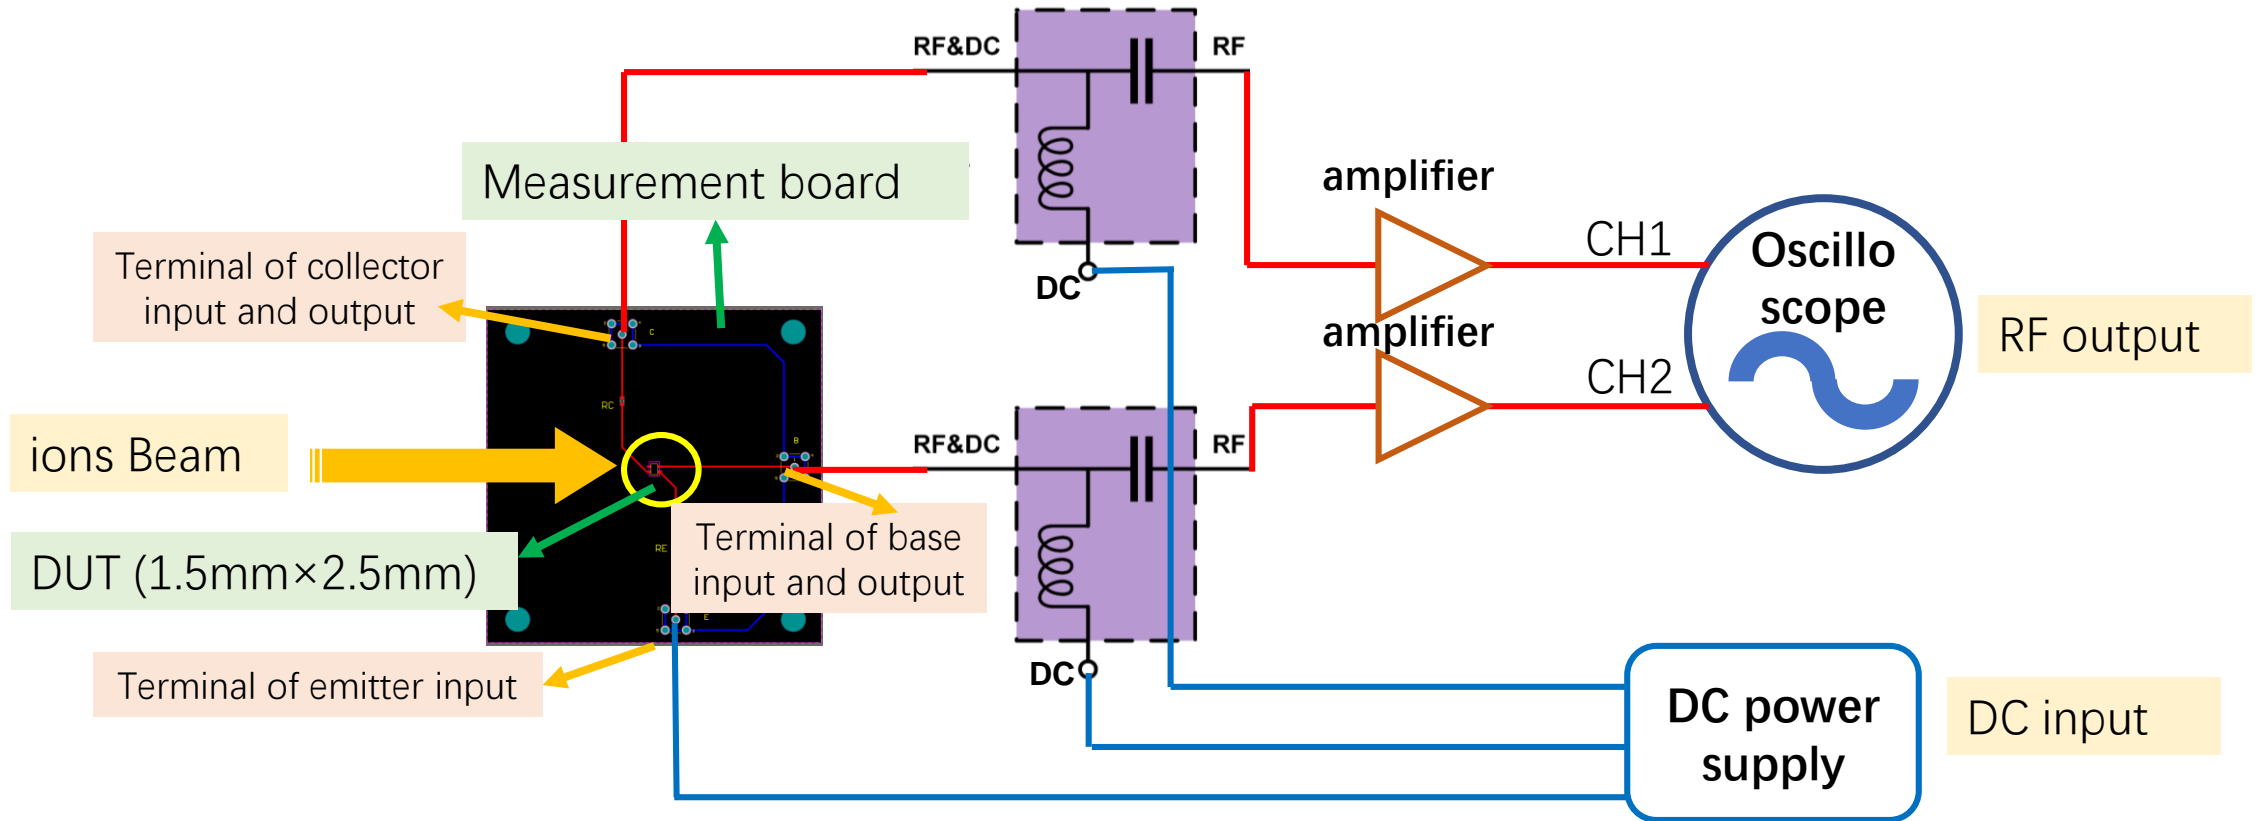 RF&DC
RF
Measurement board
amplifier
Terminal of collector
input and output
CH1
Oscillo
scope
DC
C
amplifier
RF output
CH2
RC
ions Beam
B
RF&DC
RF
DUT (1.5mm×2.5mm)
RE
Terminal of base
input and output
E
Terminal of emitter input
DC
DC power
supply
DC input